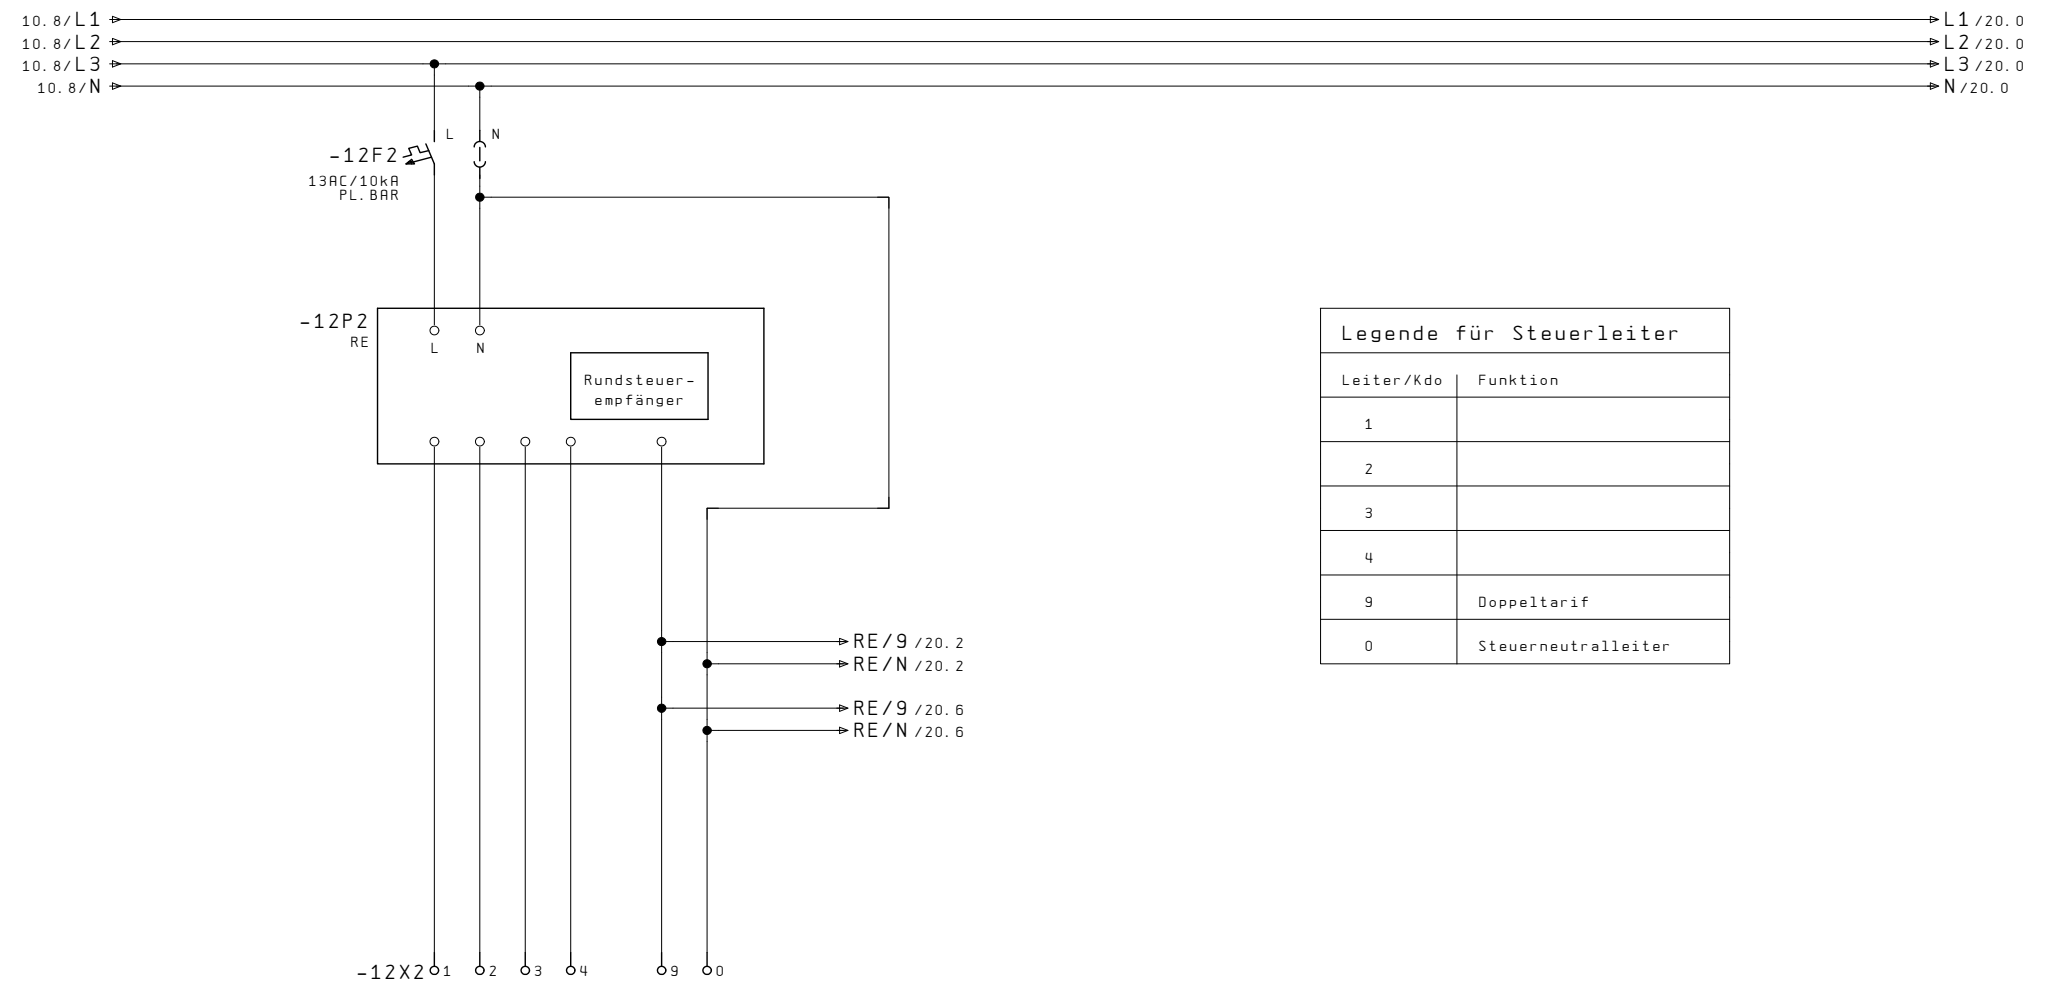 10.8/L1 L1/20.0
10.8/L2 L2/20.0
10.8/L3 L3/20.0
10.8/N N/20.0
L N
-12F2
13AC/10kA
PL.BAR
-12P2
RE
L N
Rundsteuer-
empfänger
Legende für Steuerleiter
Leiter/Kdo Funktion
1
2
3
4
9 Doppeltarif
0 Steuerneutralleiter
RE/9/20.2
RE/N/20.2
RE/9/20.6
RE/N/20.6
-12X2 1 2 3 4 9 0